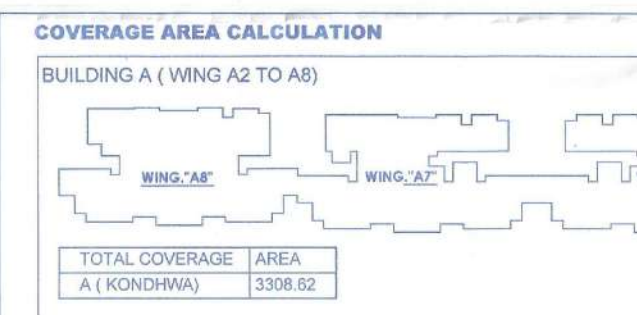 COVERAGE AREA CALCULATION
BUILDING A ( WING A2 TO A8)
WING."A8" WING."A7"
TOTAL COVERAGE AREA
A ( KONDHWA) 3308.62